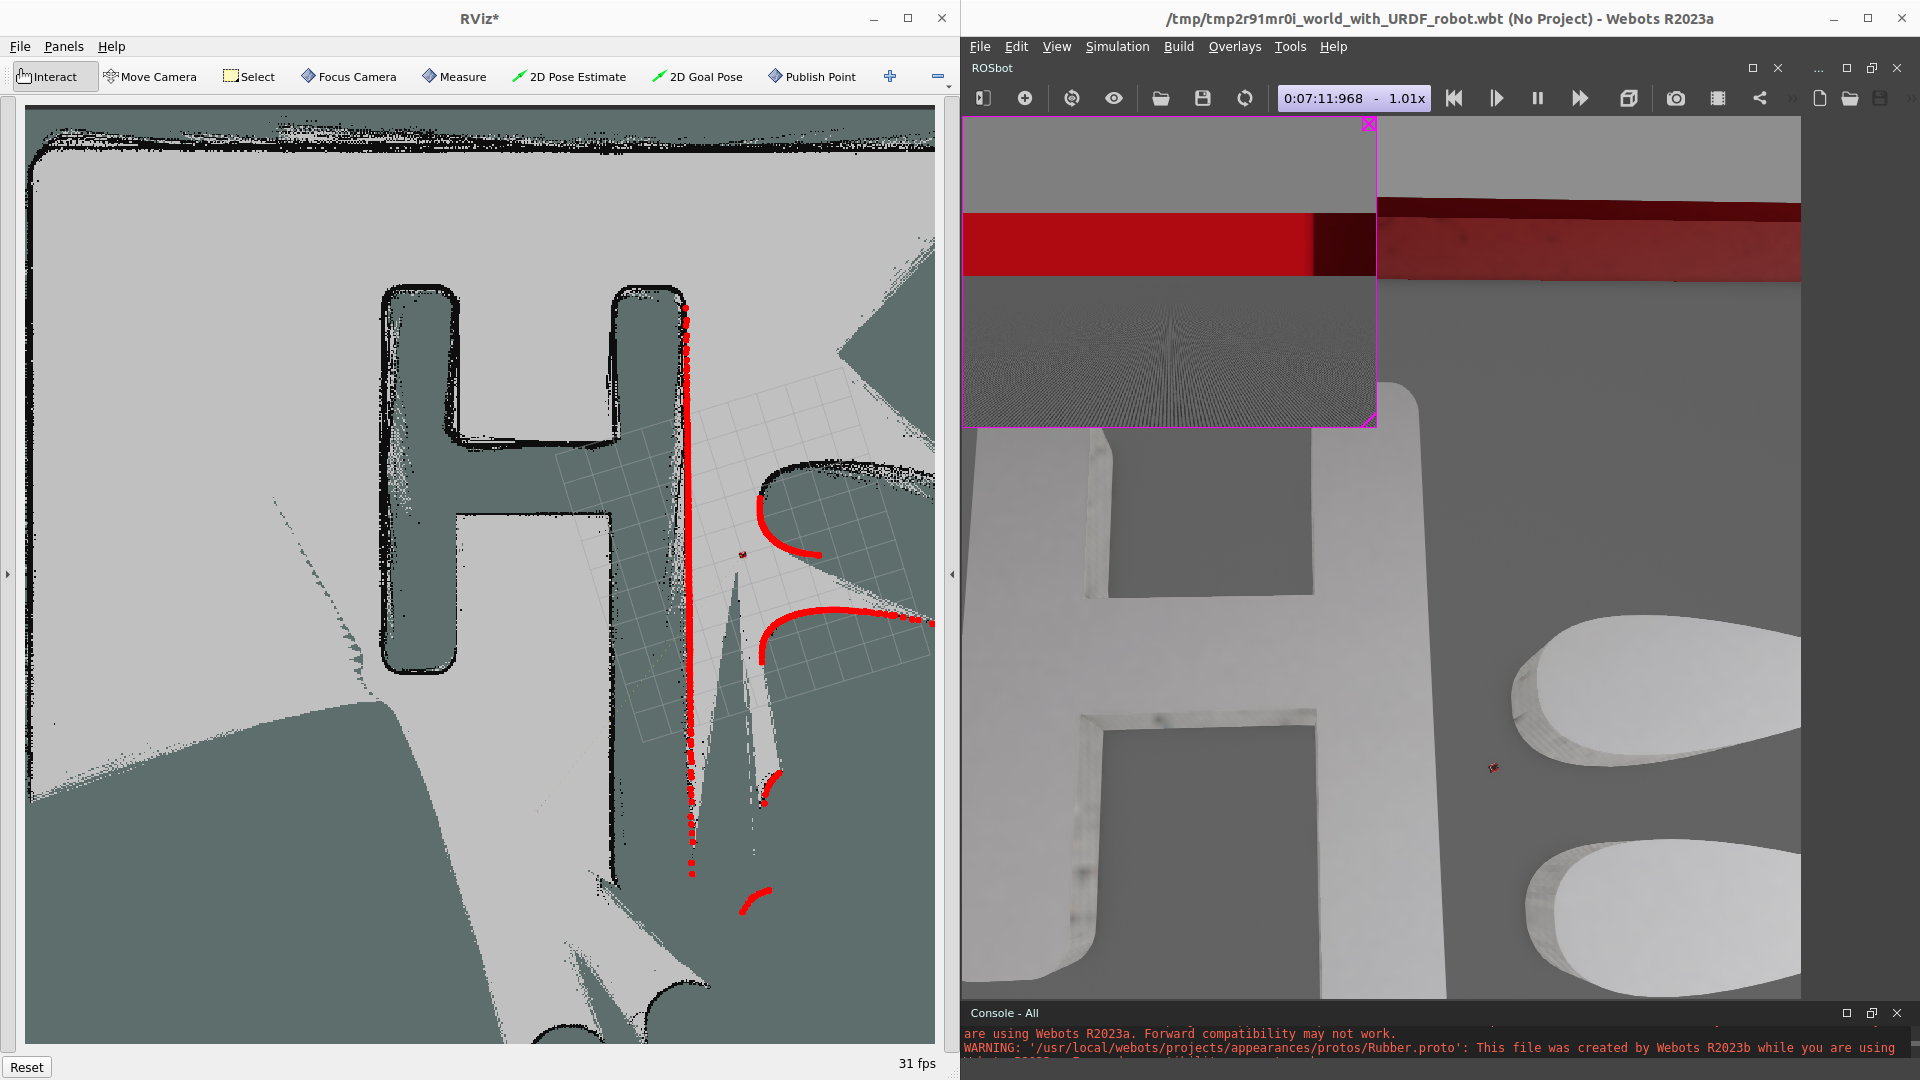 RViz*
File Panels Help
Interact Move Camera Select Focus Camera Measure 2D Pose Estimate 2D Goal Pose Publish Point
Reset
31 fps
/tmp/tmp2r91mr0i_world_with_URDF_robot.wbt (No Project) - Webots R2023a
File Edit View Simulation Build Overlays Tools Help
ROSbot
...
0:07:11:968 - 1.01x
Console - All
are using Webots R2023a. Forward compatibility may not work.
WARNING: '/usr/local/webots/projects/appearances/protos/Rubber.proto': This file was created by Webots R2023b while you are using